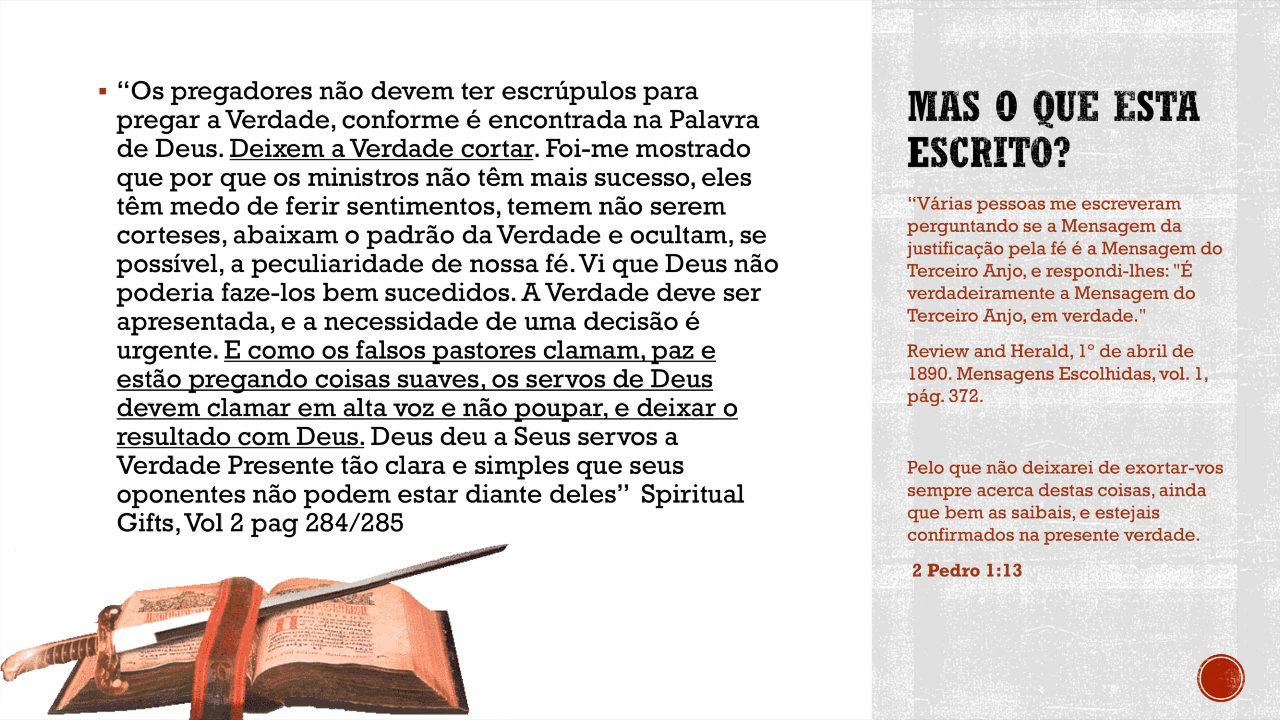 “Os pregadores não devem ter escrúpulos para
pregar a Verdade, conforme é encontrada na Palavra
de Deus. Deixem a Verdade cortar. Foi-me mostrado
que por que os ministros não têm mais sucesso, eles
têm medo de ferir sentimentos, temem não serem
corteses, abaixam o padrão da Verdade e ocultam, se
possível, a peculiaridade de nossa fé. Vi que Deus não
poderia faze-los bem sucedidos. A Verdade deve ser
apresentada, e a necessidade de uma decisão é
urgente. E como os falsos pastores clamam, paz e
estão pregando coisas suaves, os servos de Deus
devem clamar em alta voz e não poupar, e deixar o
resultado com Deus. Deus deu a Seus servos a
Verdade Presente tão clara e simples que seus
oponentes não podem estar diante deles” Spiritual
Gifts, Vol 2 pag 284/285
MAS O QUE ESTA
ESCRITO?
“Várias pessoas me escreveram
perguntando se a Mensagem da
justificação pela fé é a Mensagem do
Terceiro Anjo, e respondi-lhes: "É
verdadeiramente a Mensagem do
Terceiro Anjo, em verdade."
Review and Herald, 1º de abril de
1890. Mensagens Escolhidas, vol. 1,
pág. 372.
Pelo que não deixarei de exortar-vos
sempre acerca destas coisas, ainda
que bem as saibais, e estejais
confirmados na presente verdade.
2 Pedro 1:13